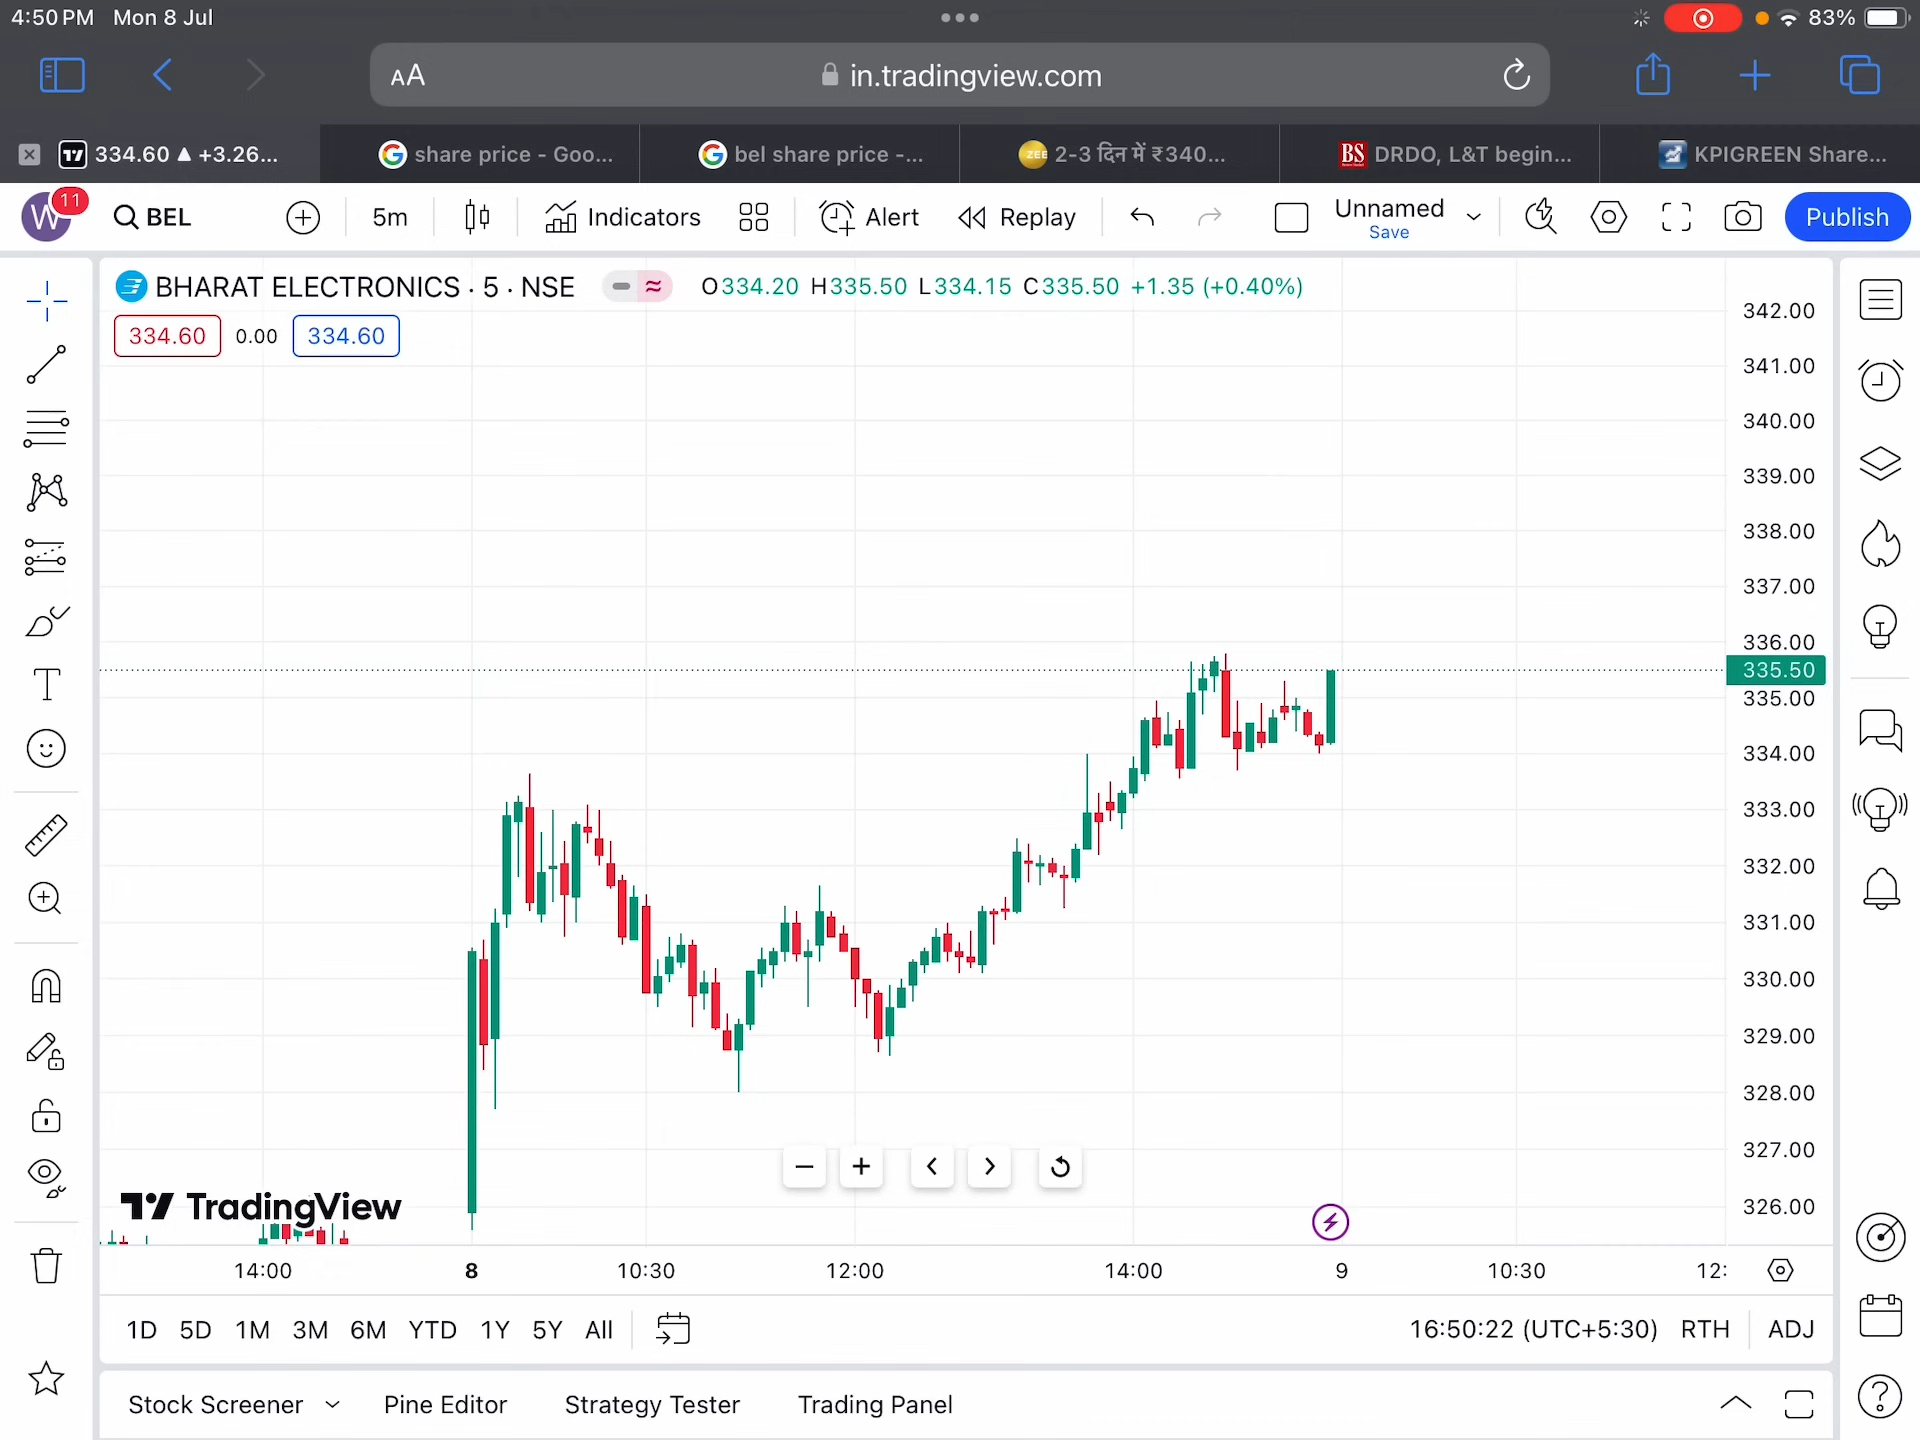 4:50 PM Mon 8 Jul
83%
AA
in.tradingview.com
334.60 ▲ +3.26...
share price - Goo...
bel share price -...
ZEE 2-3 दिन में ₹340...
BS DRDO, L&T begin...
KPIGREEN Share...
W 11
BEL
5m
Indicators
Alert
Replay
Unnamed
Save
Publish
BHARAT ELECTRONICS · 5 · NSE
O334.20 H335.50 L334.15 C335.50 +1.35 (+0.40%)
334.60 0.00 334.60
342.00
341.00
340.00
339.00
338.00
337.00
336.00
335.50
335.00
334.00
333.00
332.00
331.00
330.00
329.00
328.00
327.00
326.00
TradingView
14:00 8 10:30 12:00 14:00 9 10:30 12:
1D 5D 1M 3M 6M YTD 1Y 5Y All
16:50:22 (UTC+5:30) RTH ADJ
Stock Screener Pine Editor Strategy Tester Trading Panel